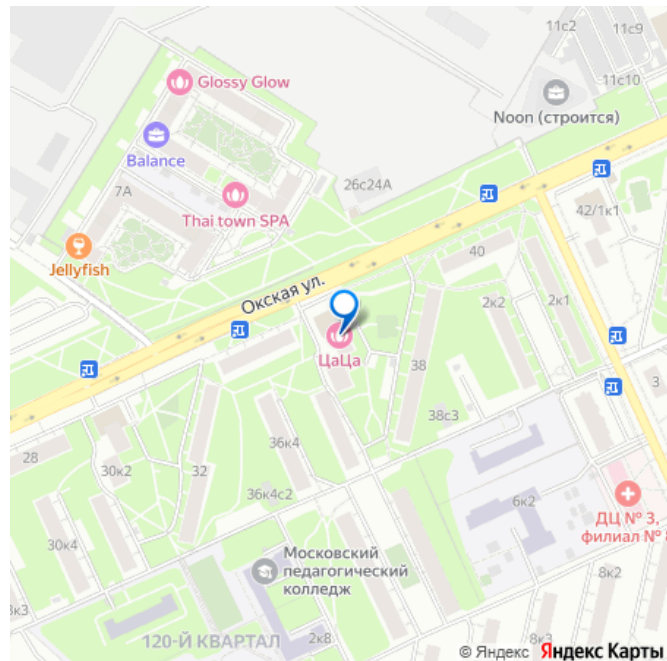 11с2
11с9
11с10
Glossy Glow
Noon (строится)
Balance
7А
26с24А
Thai town SPA
42/1к1
Jellyfish
40
Окская ул.
2к2
2к1
ЦаЦа
38
3
38с3
36к4
28
30к2
32
6к2
36к4с2
ДЦ № 3,
филиал № 8
30к4
Московский
педагогический
колледж
8к2
120-Й КВАРТАЛ
2к8
8к3
© Яндекс Яндекс Карты